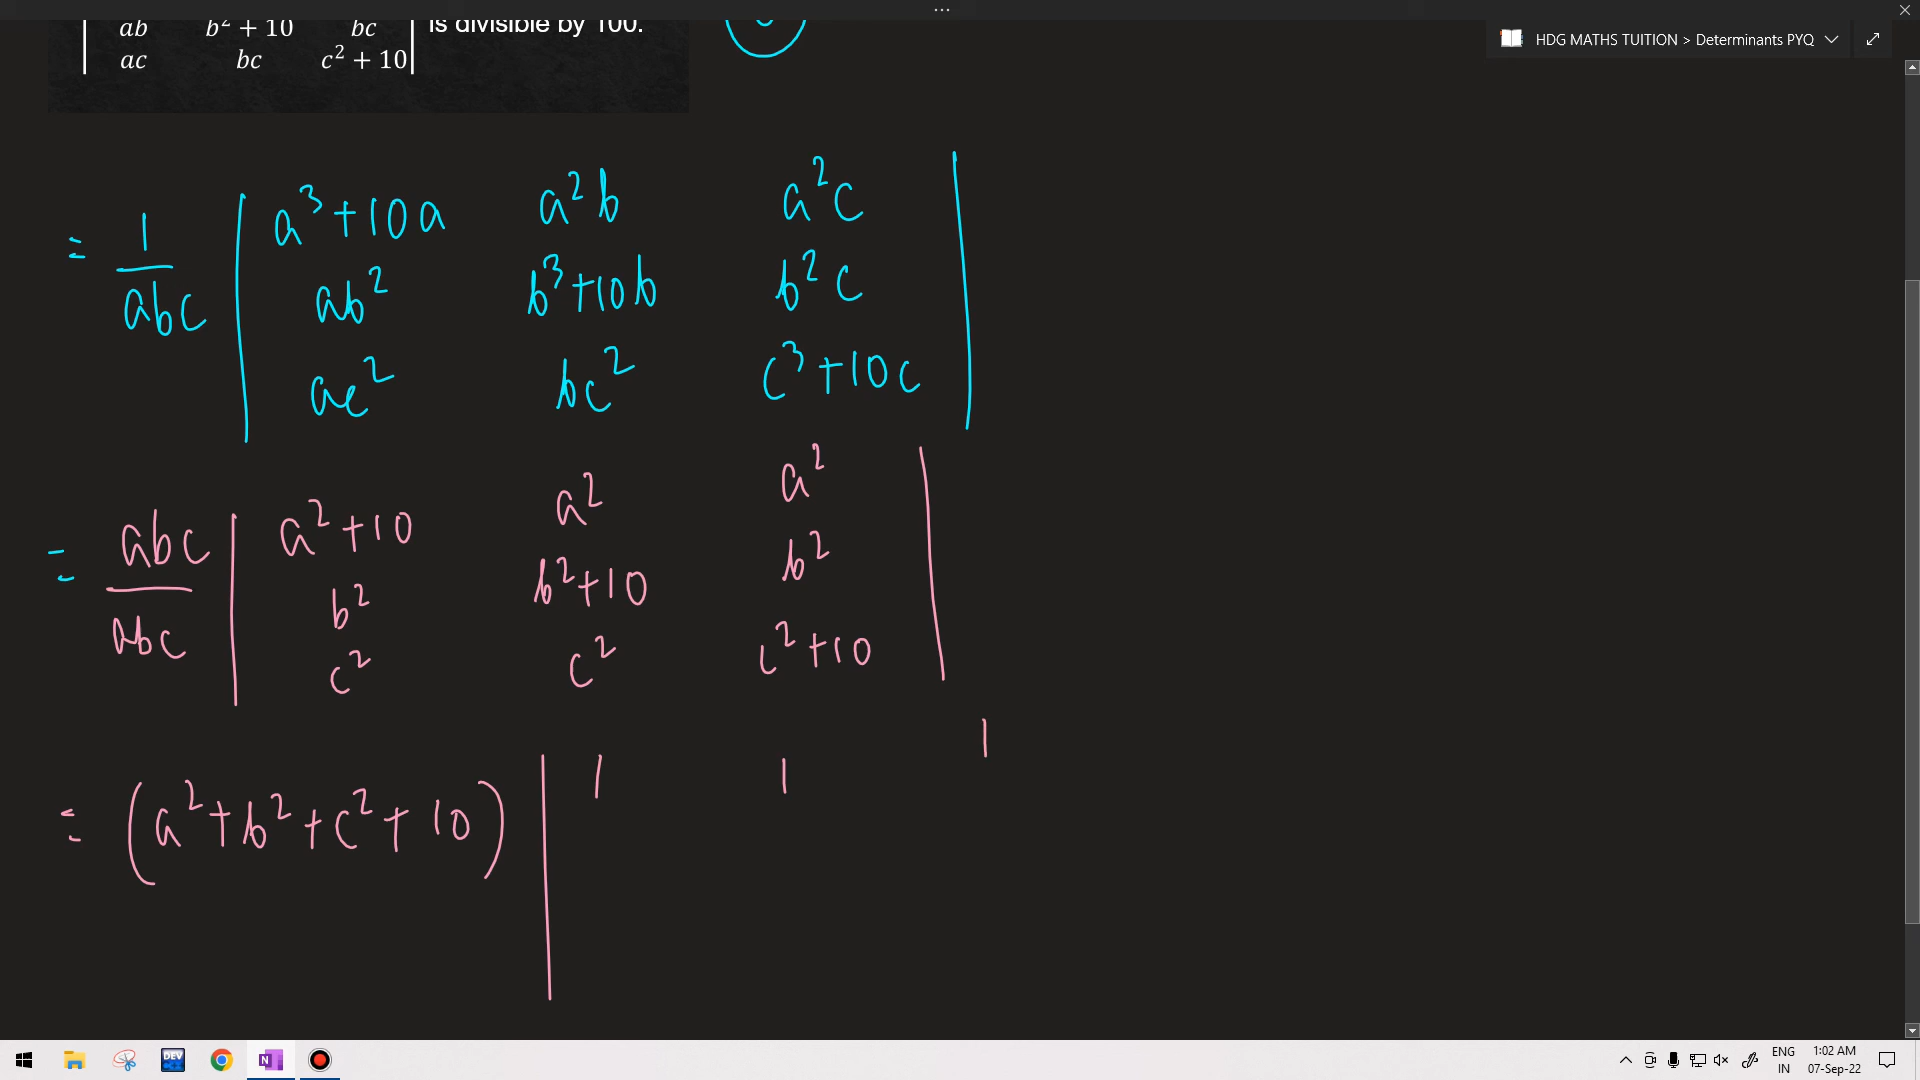 HDG MATHS TUITION > Determinants PYQ
| ab b² + 10 bc | is divisible by 100.
| ac bc c² + 10 |
= 1/abc | a³+10a a²b a²c |
| ab² b³+10b b²c |
| ac² bc² c³+10c |
= abc/abc | a²+10 a² a² |
| b² b²+10 b² |
| c² c² c²+10 |
= (a²+b²+c²+10) | 1 1 1
DEV
C++
N
ENG
IN
1:02 AM
07-Sep-22